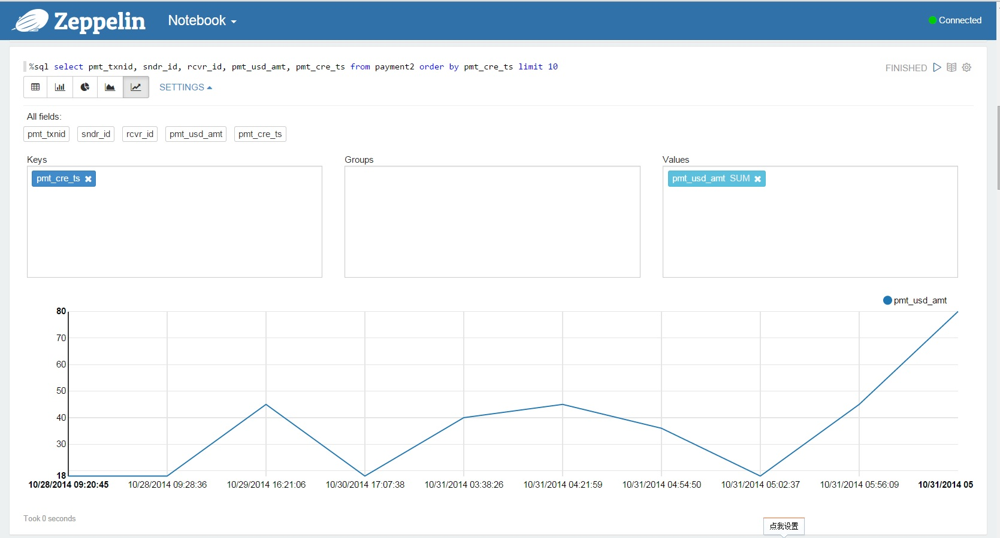 Zeppelin Notebook Connected
%sql select pmt_txnid, sndr_id, rcvr_id, pmt_usd_amt, pmt_cre_ts from payment2 order by pmt_cre_ts limit 10
FINISHED
SETTINGS
All fields:
pmt_txnid sndr_id rcvr_id pmt_usd_amt pmt_cre_ts
Keys Groups Values
pmt_cre_ts pmt_usd_amt SUM
pmt_usd_amt
80
70
60
50
40
30
18
10/28/2014 09:20:45 10/28/2014 09:28:36 10/29/2014 16:21:06 10/30/2014 17:07:38 10/31/2014 03:38:26 10/31/2014 04:21:59 10/31/2014 04:54:50 10/31/2014 05:02:37 10/31/2014 05:56:09 10/31/2014 05
Took 0 seconds
点我设置